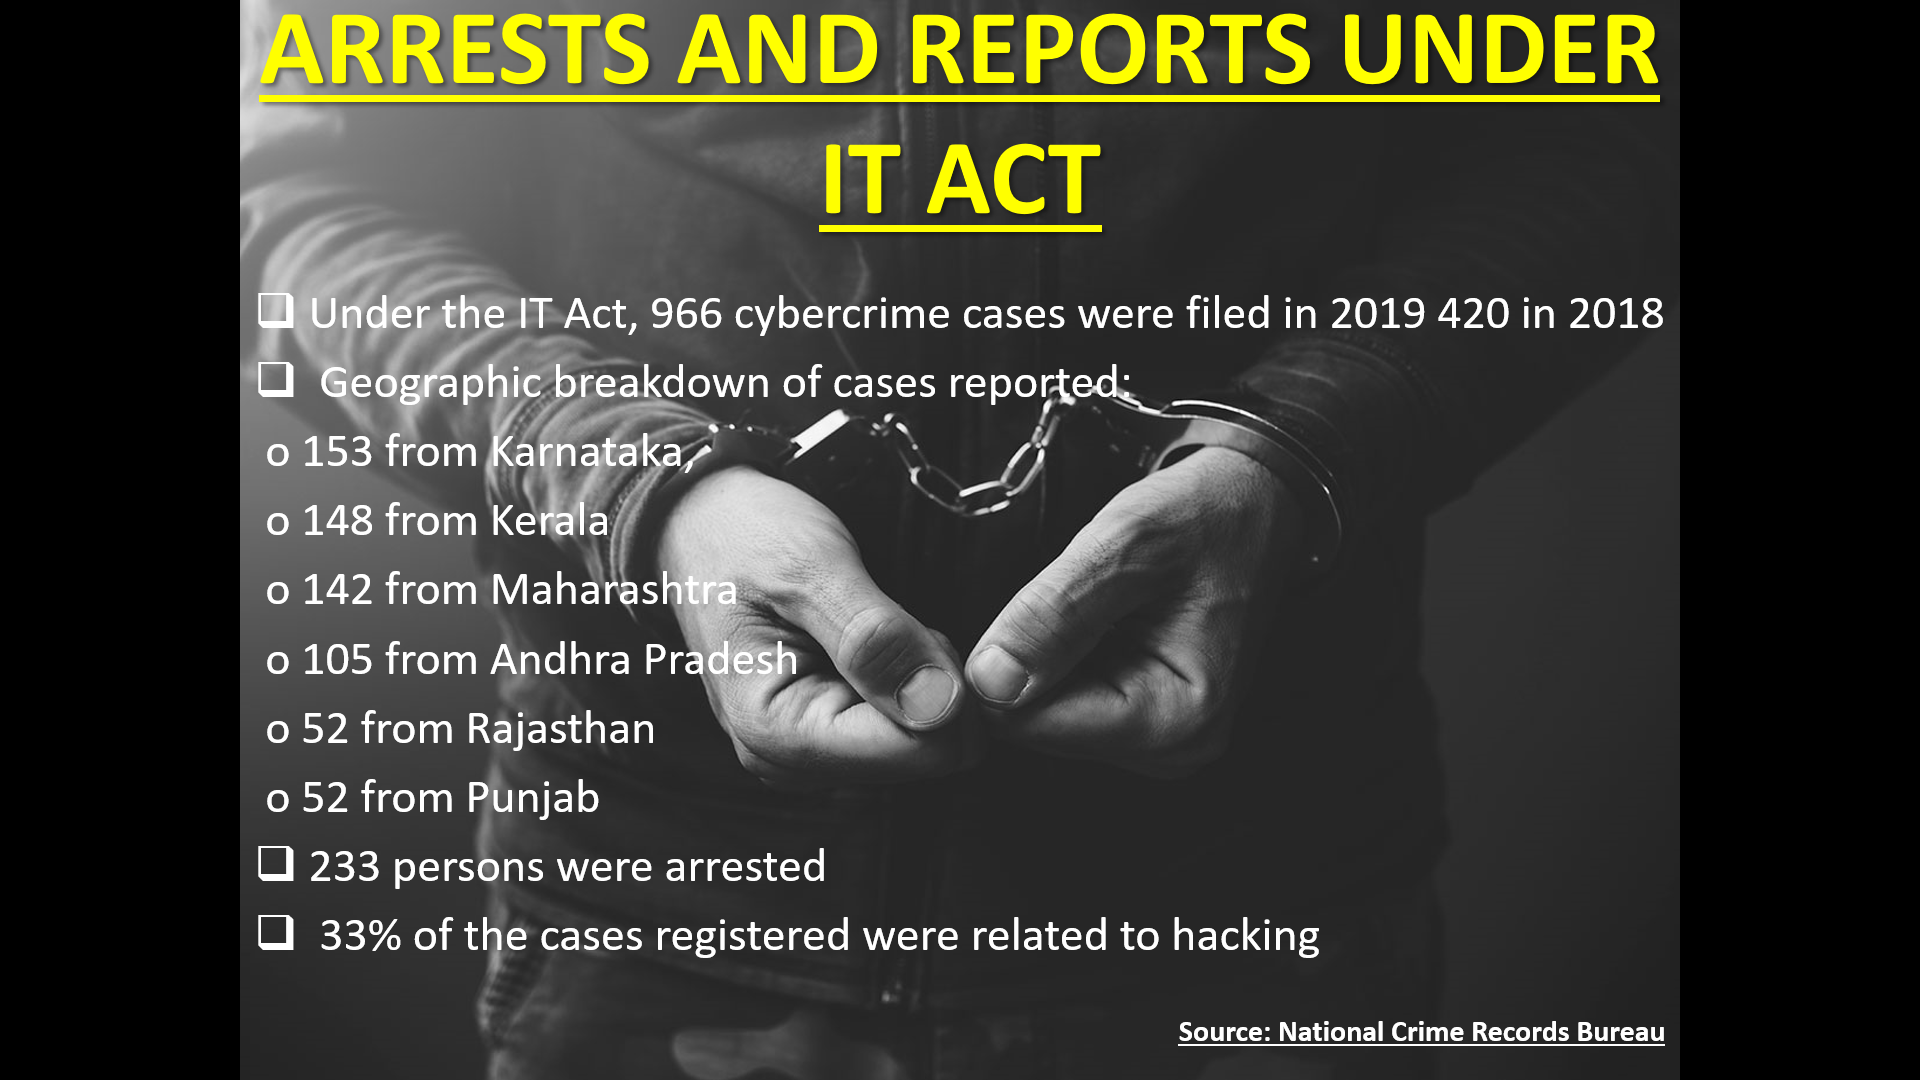 ARRESTS AND REPORTS UNDER
IT ACT
❑ Under the IT Act, 966 cybercrime cases were filed in 2019 420 in 2018
❑ Geographic breakdown of cases reported:
o 153 from Karnataka,
o 148 from Kerala
o 142 from Maharashtra
o 105 from Andhra Pradesh
o 52 from Rajasthan
o 52 from Punjab
❑ 233 persons were arrested
❑ 33% of the cases registered were related to hacking
Source: National Crime Records Bureau